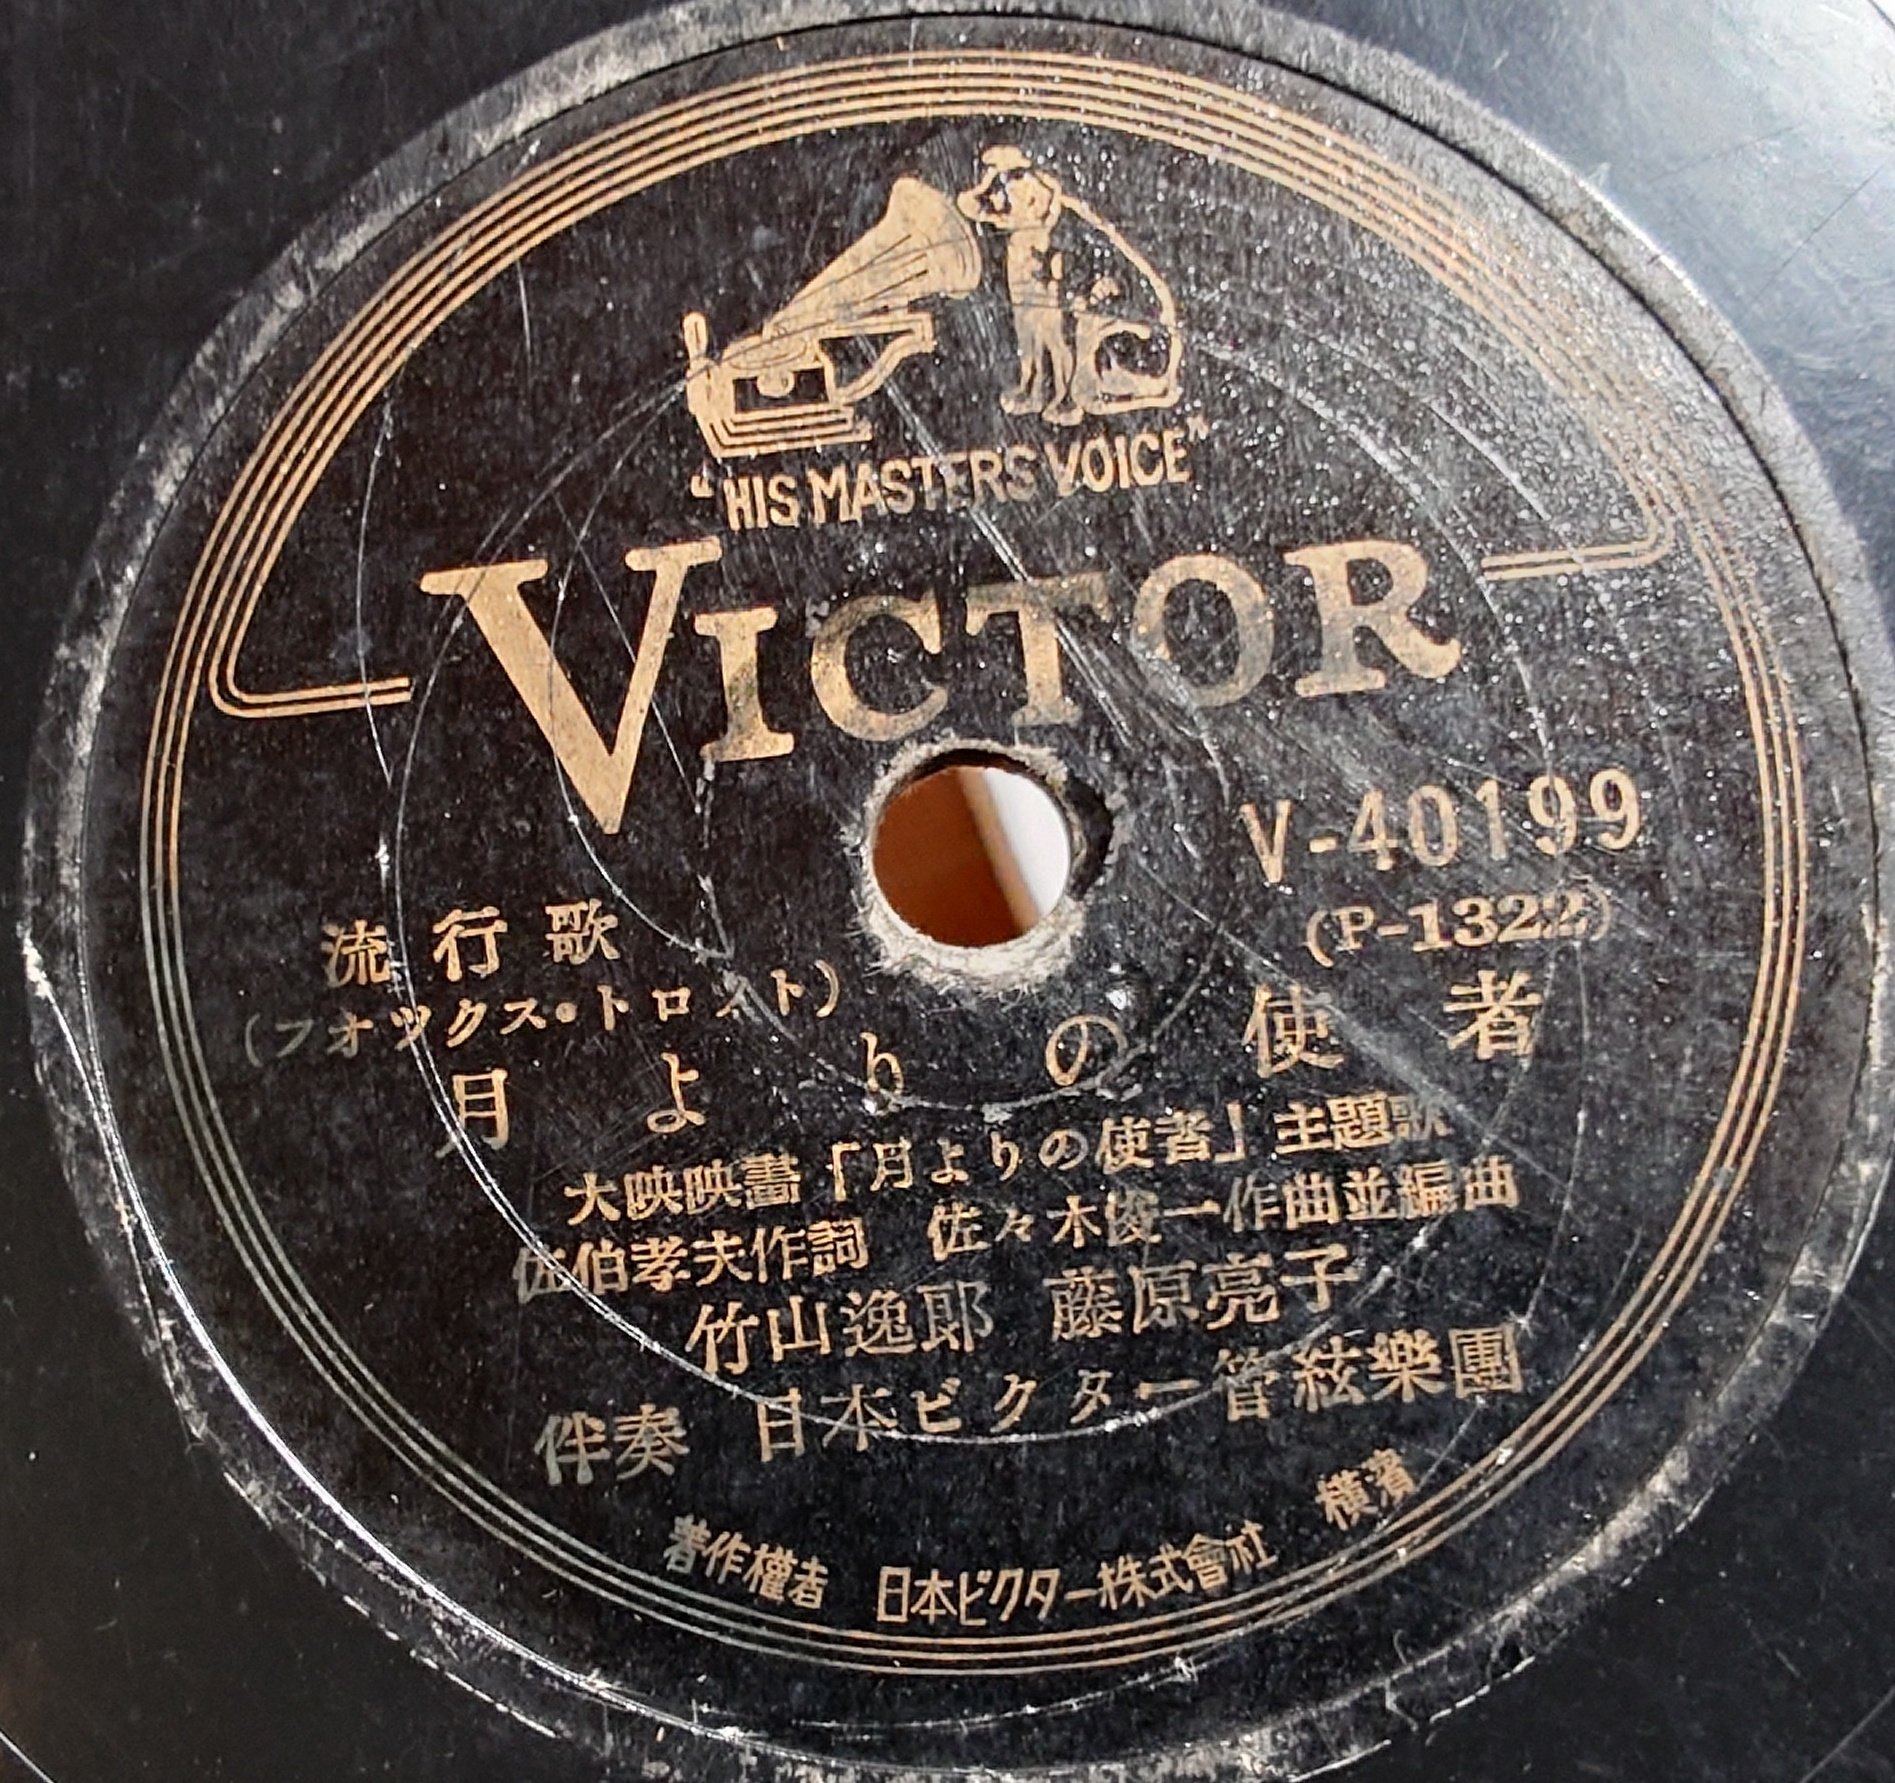 “HIS MASTERS VOICE”
VICTOR
V-40199
(P-1322)
流行歌
(フオツクス・トロツト)
月よりの使者
大映映畫「月よりの使者」主題歌
佐伯孝夫作詞　佐々木俊一作曲並編曲
竹山逸郎　藤原亮子
伴奏　日本ビクター管絃樂團
著作權者　日本ビクター株式會社　橫濱